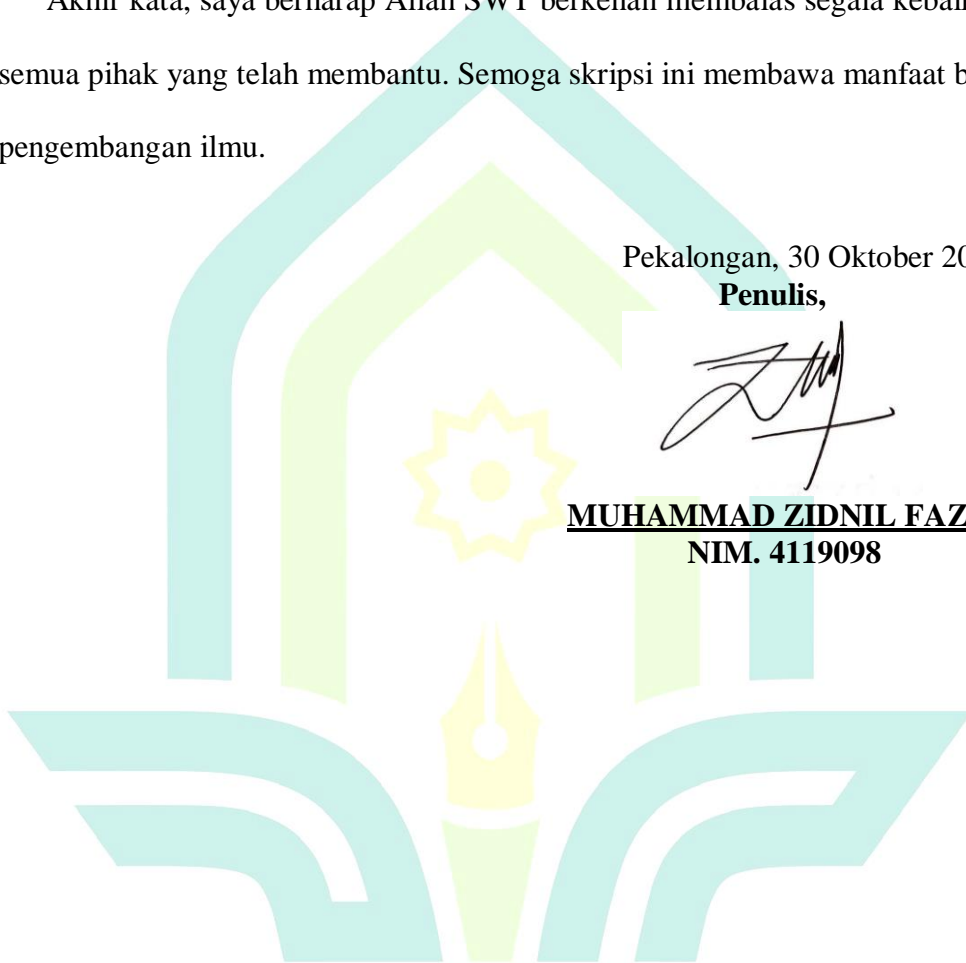 Akhir kata, saya berharap Allah SWT berkenan membalas segala
semua pihak yang telah membantu. Semoga skripsi ini membawa manfaat
pengembangan ilmu.
Pekalongan, 30 Oktober
Penulis,
MUHAMMAD ZIDNIL
NIM. 4119098